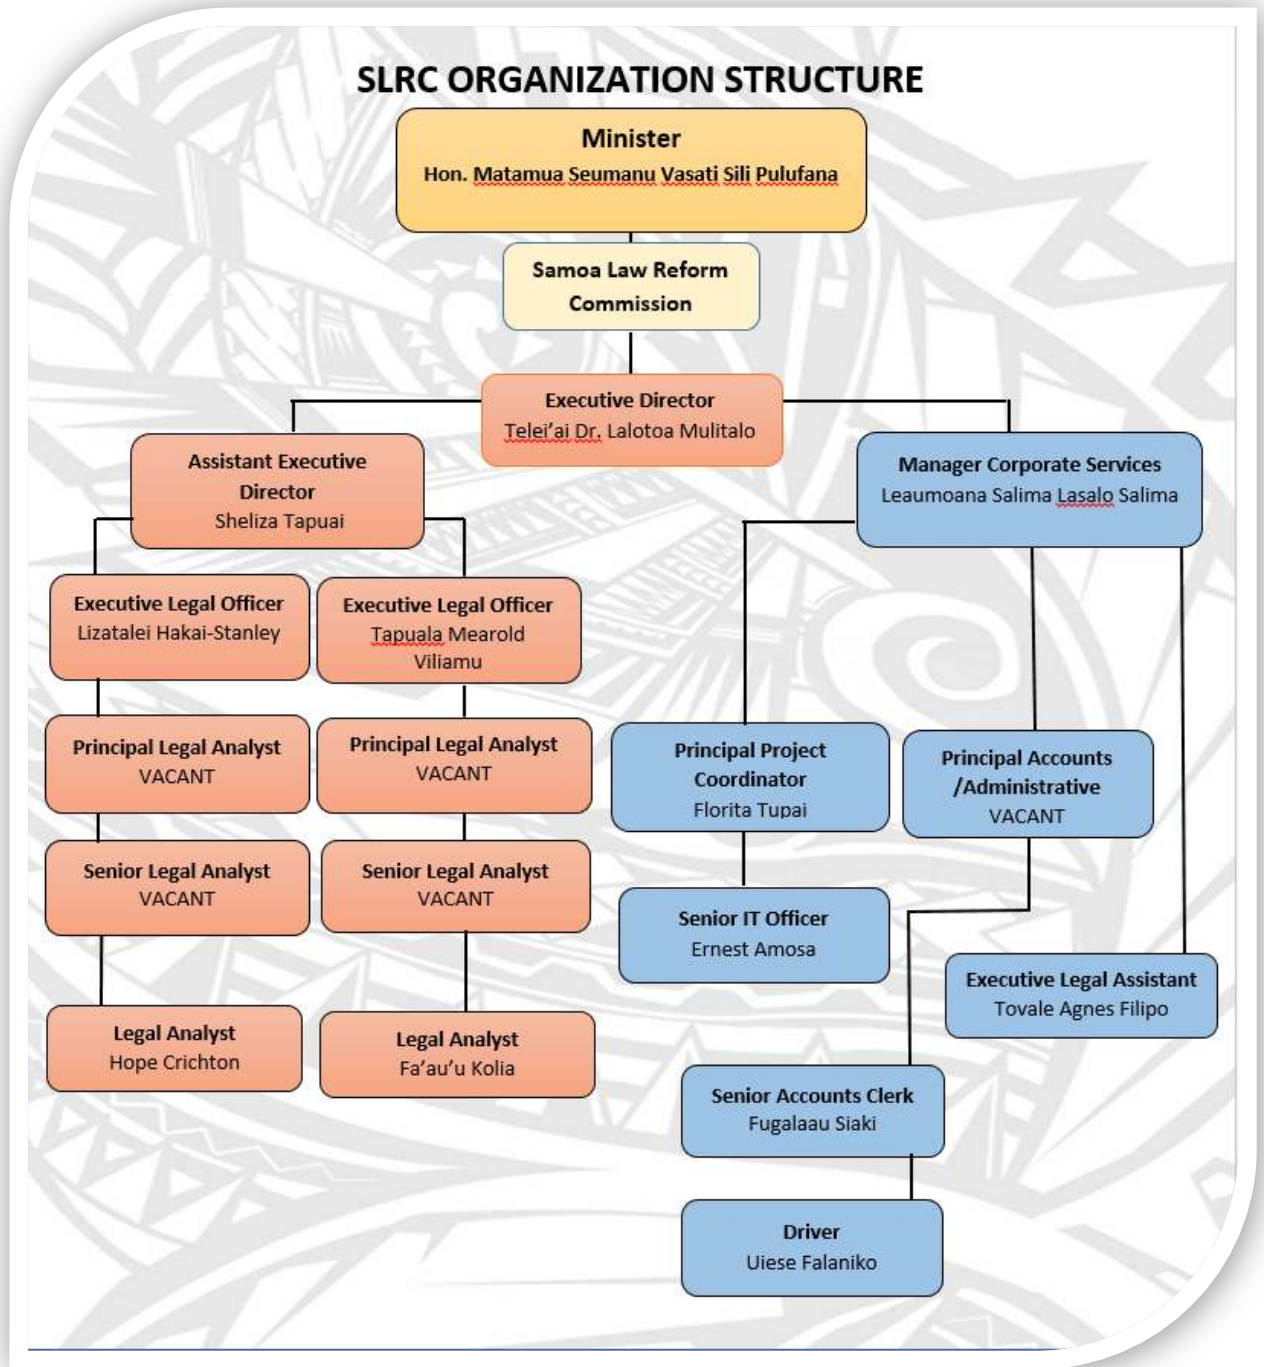 SLRC ORGANIZATION STRUCTURE
Minister
Hon. Matamua Seumanu Vasati Sili Pulufana
Samoa Law Reform
Commission
Executive Director
Telei’ai Dr. Lalotoa Mulitalo
Assistant Executive
Director
Sheliza Tapuai
Manager Corporate Services
Leaumoana Salima Lasalo Salima
Executive Legal Officer
Lizatalei Hakai-Stanley
Executive Legal Officer
Tapuala Mearold
Viliamu
Principal Legal Analyst
VACANT
Principal Legal Analyst
VACANT
Principal Project
Coordinator
Florita Tupai
Principal Accounts
/Administrative
VACANT
Senior Legal Analyst
VACANT
Senior Legal Analyst
VACANT
Senior IT Officer
Ernest Amosa
Executive Legal Assistant
Tovale Agnes Filipo
Legal Analyst
Hope Crichton
Legal Analyst
Fa’au’u Kolia
Senior Accounts Clerk
Fugalaau Siaki
Driver
Uiese Falaniko